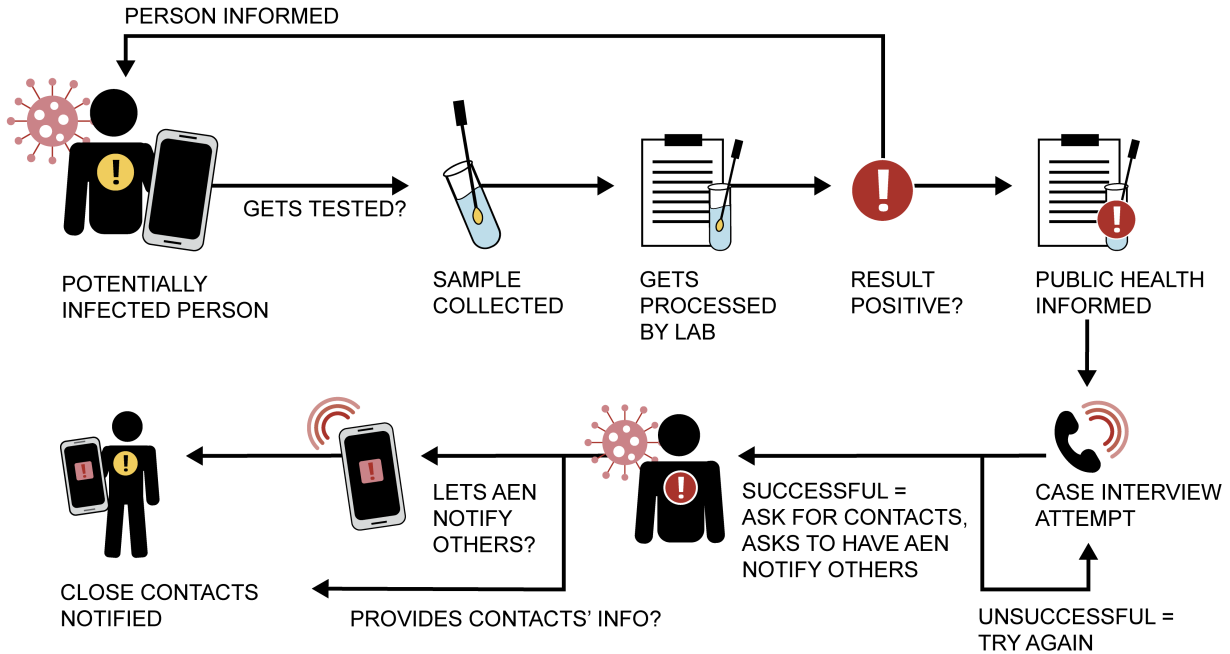 PERSON INFORMED
GETS TESTED?
POTENTIALLY
INFECTED PERSON
SAMPLE
COLLECTED
GETS
PROCESSED
BY LAB
RESULT
POSITIVE?
PUBLIC HEALTH
INFORMED
CASE INTERVIEW
ATTEMPT
UNSUCCESSFUL =
TRY AGAIN
SUCCESSFUL =
ASK FOR CONTACTS,
ASKS TO HAVE AEN
NOTIFY OTHERS
LETS AEN
NOTIFY
OTHERS?
PROVIDES CONTACTS’ INFO?
CLOSE CONTACTS
NOTIFIED